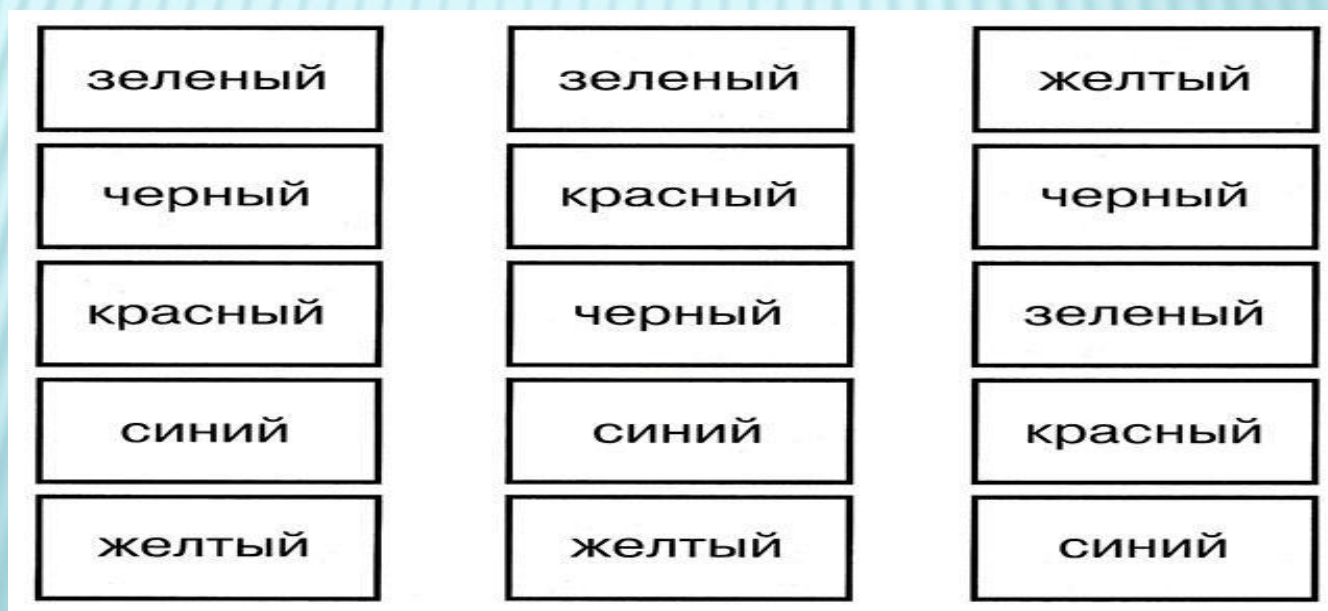 зеленый зеленый желтый
черный красный черный
красный черный зеленый
синий синий красный
желтый желтый синий